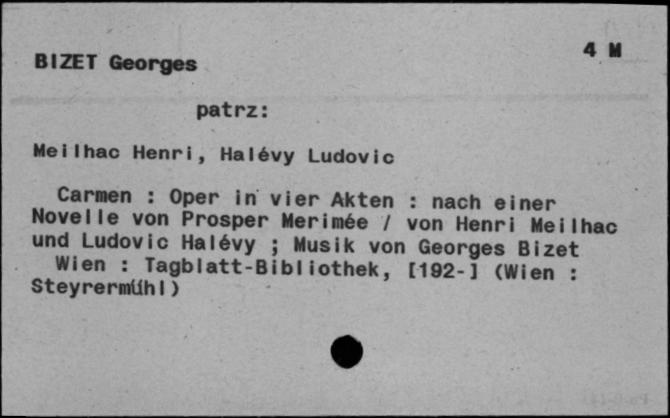 4 M
BIZET Georges
patrz:
Meilhac Henri, Halévy Ludovic
Carmen : Oper in vier Akten : nach einer
Novelle von Prosper Merimée / von Henri Meilhac
und Ludovic Halévy ; Musik von Georges Bizet
Wien : Tagblatt-Bibliothek, [192-] (Wien :
Steyrermühl)